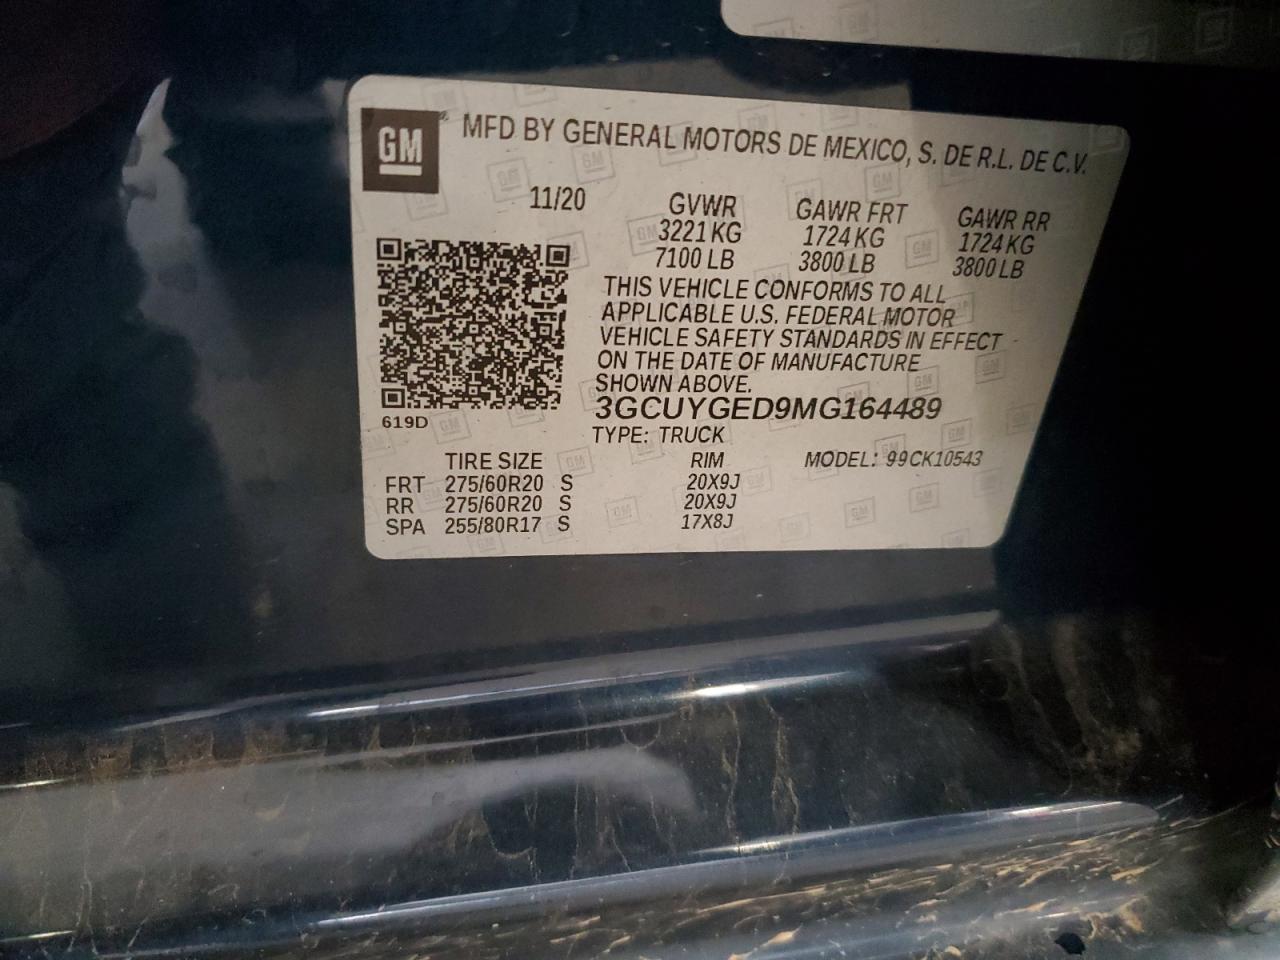 GM
MFD BY GENERAL MOTORS DE MEXICO, S. DE R.L. DE C.V.
11/20 GVWR GAWR FRT GAWR RR
3221 KG 1724 KG 1724 KG
7100 LB 3800 LB 3800 LB
THIS VEHICLE CONFORMS TO ALL
APPLICABLE U.S. FEDERAL MOTOR
VEHICLE SAFETY STANDARDS IN EFFECT
ON THE DATE OF MANUFACTURE
SHOWN ABOVE.
3GCUYGED9MG164489
619D
TYPE: TRUCK
TIRE SIZE RIM MODEL: 99CK10543
FRT 275/60R20 S 20X9J
RR 275/60R20 S 20X9J
SPA 255/80R17 S 17X8J